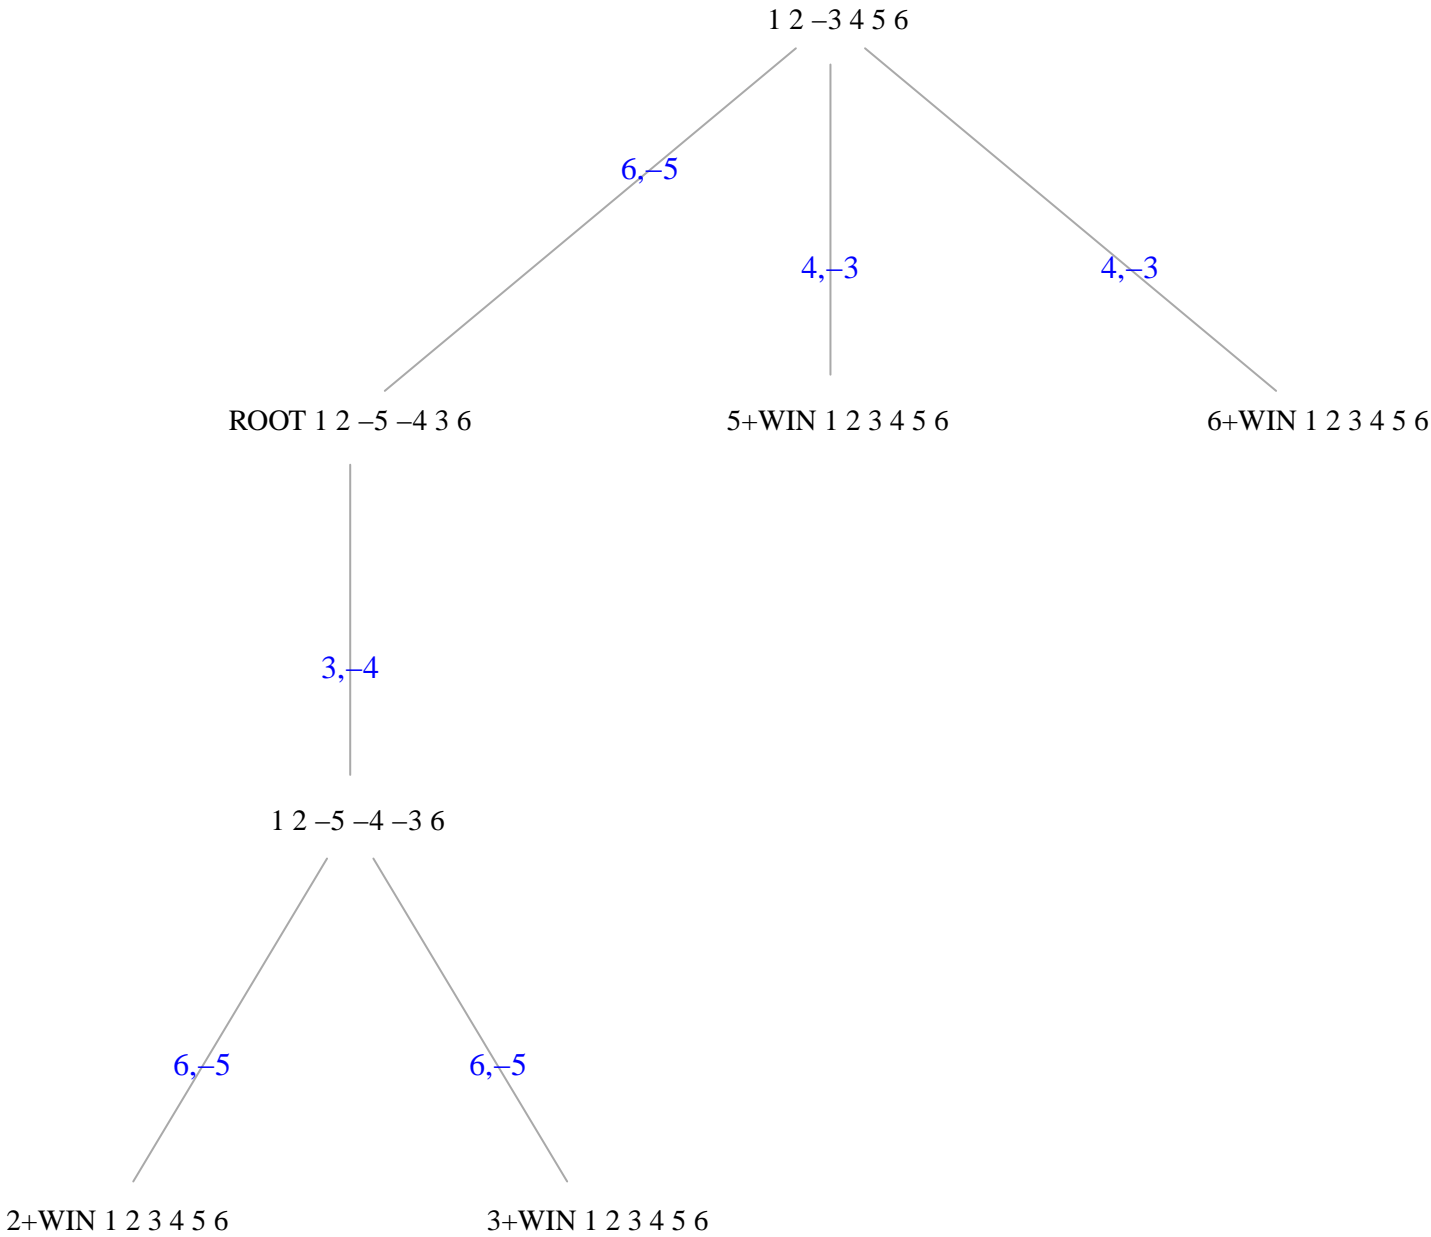 1 2 –3 4 5 6
6,–5
4,–3
4,–3
ROOT 1 2 –5 –4 3 6
5+WIN 1 2 3 4 5 6
6+WIN 1 2 3 4 5 6
3,–4
1 2 –5 –4 –3 6
6,–5
6,–5
2+WIN 1 2 3 4 5 6
3+WIN 1 2 3 4 5 6